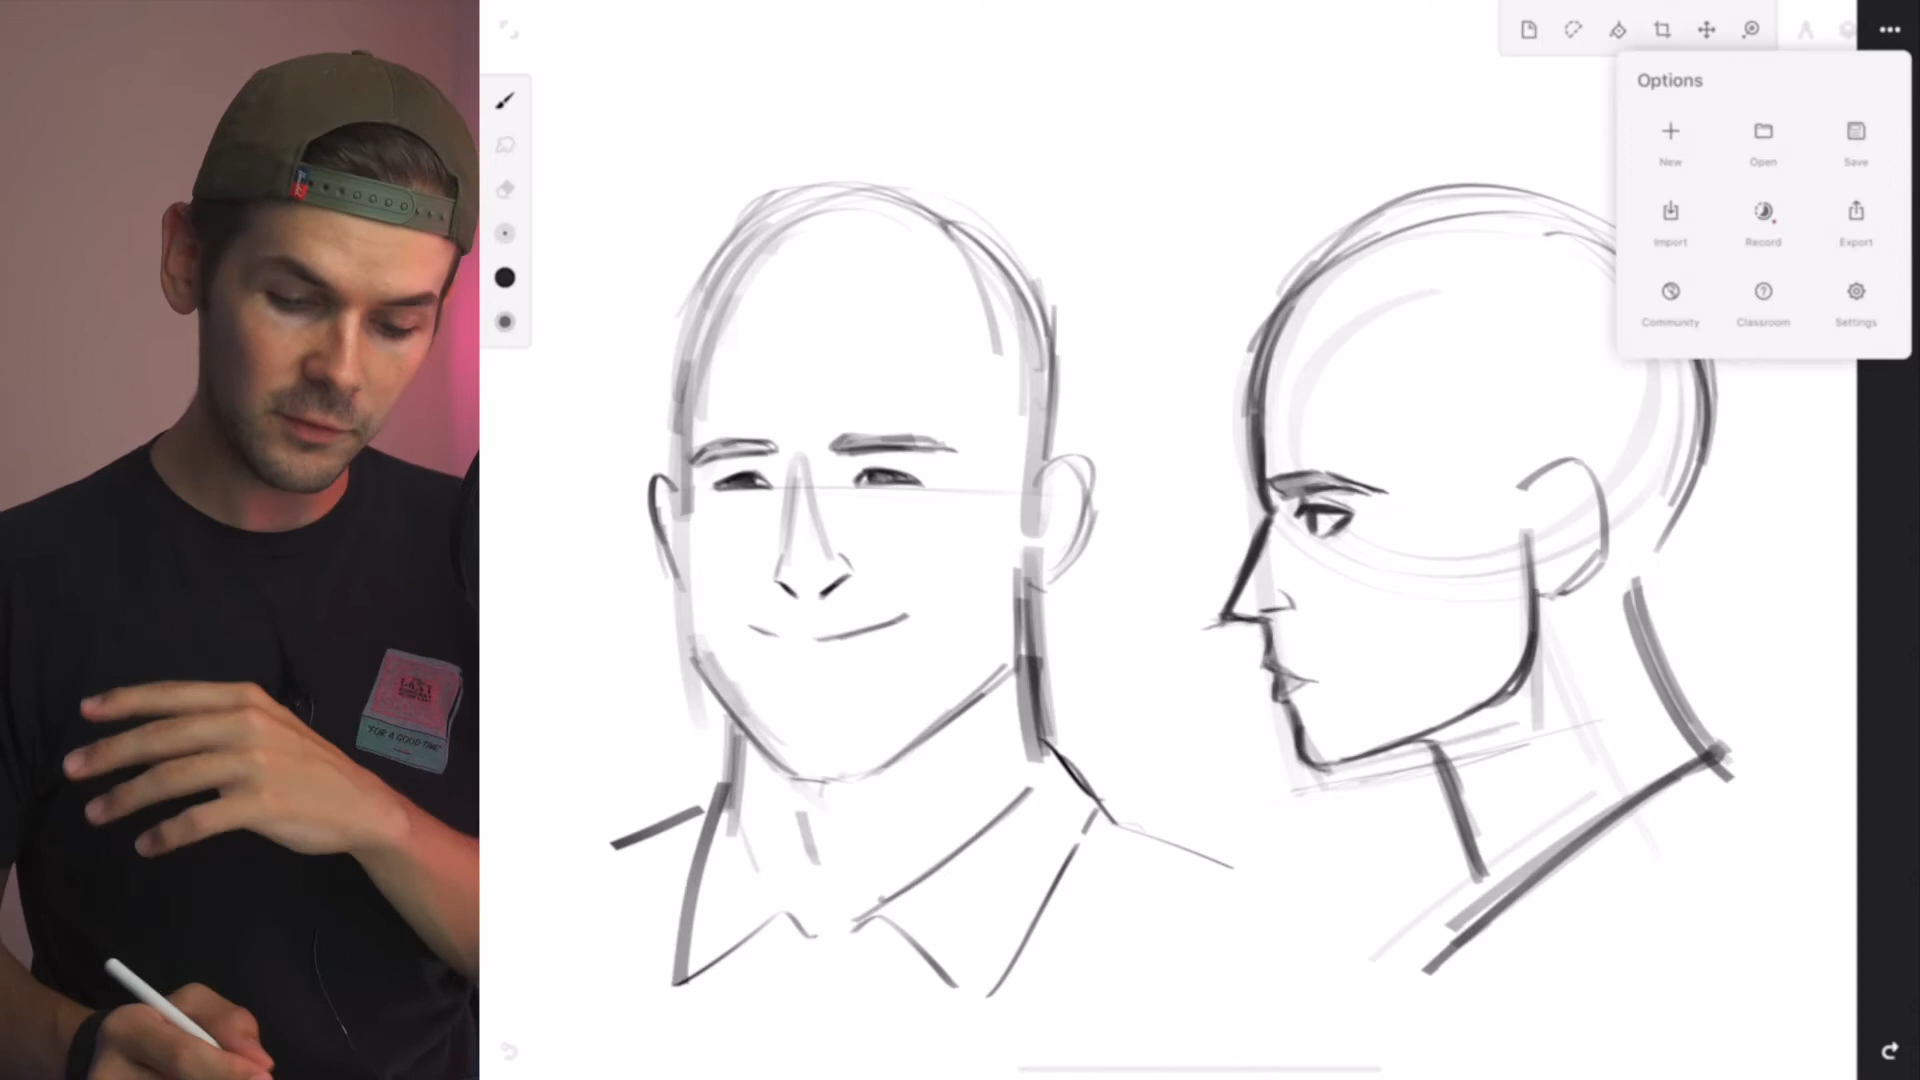 Options
New
Open
Save
Import
Record
Export
Community
Classroom
Settings
"FOR A GOOD TIME"